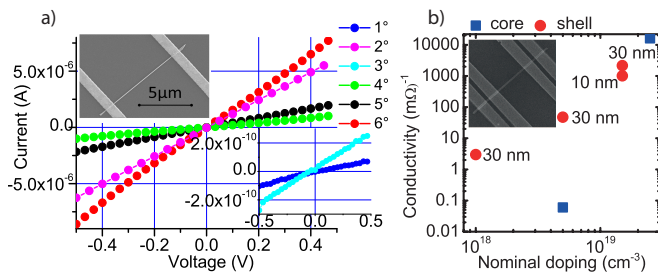 a)
Current (A)
5.0x10⁻⁶
0.0
-5.0x10⁻⁶
-0.4 -0.2 0.0 0.2 0.4
Voltage (V)
5µm
1°
2°
3°
4°
5°
6°
2.0x10⁻¹⁰
0.0
-2.0x10⁻¹⁰
-0.5 0.0 0.5
b)
core shell
Conductivity (mΩ)⁻¹
10000
1000
100
10
1
0.1
0.01
30 nm
10 nm
30 nm
30 nm
10¹⁸ 10¹⁹
Nominal doping (cm⁻³)